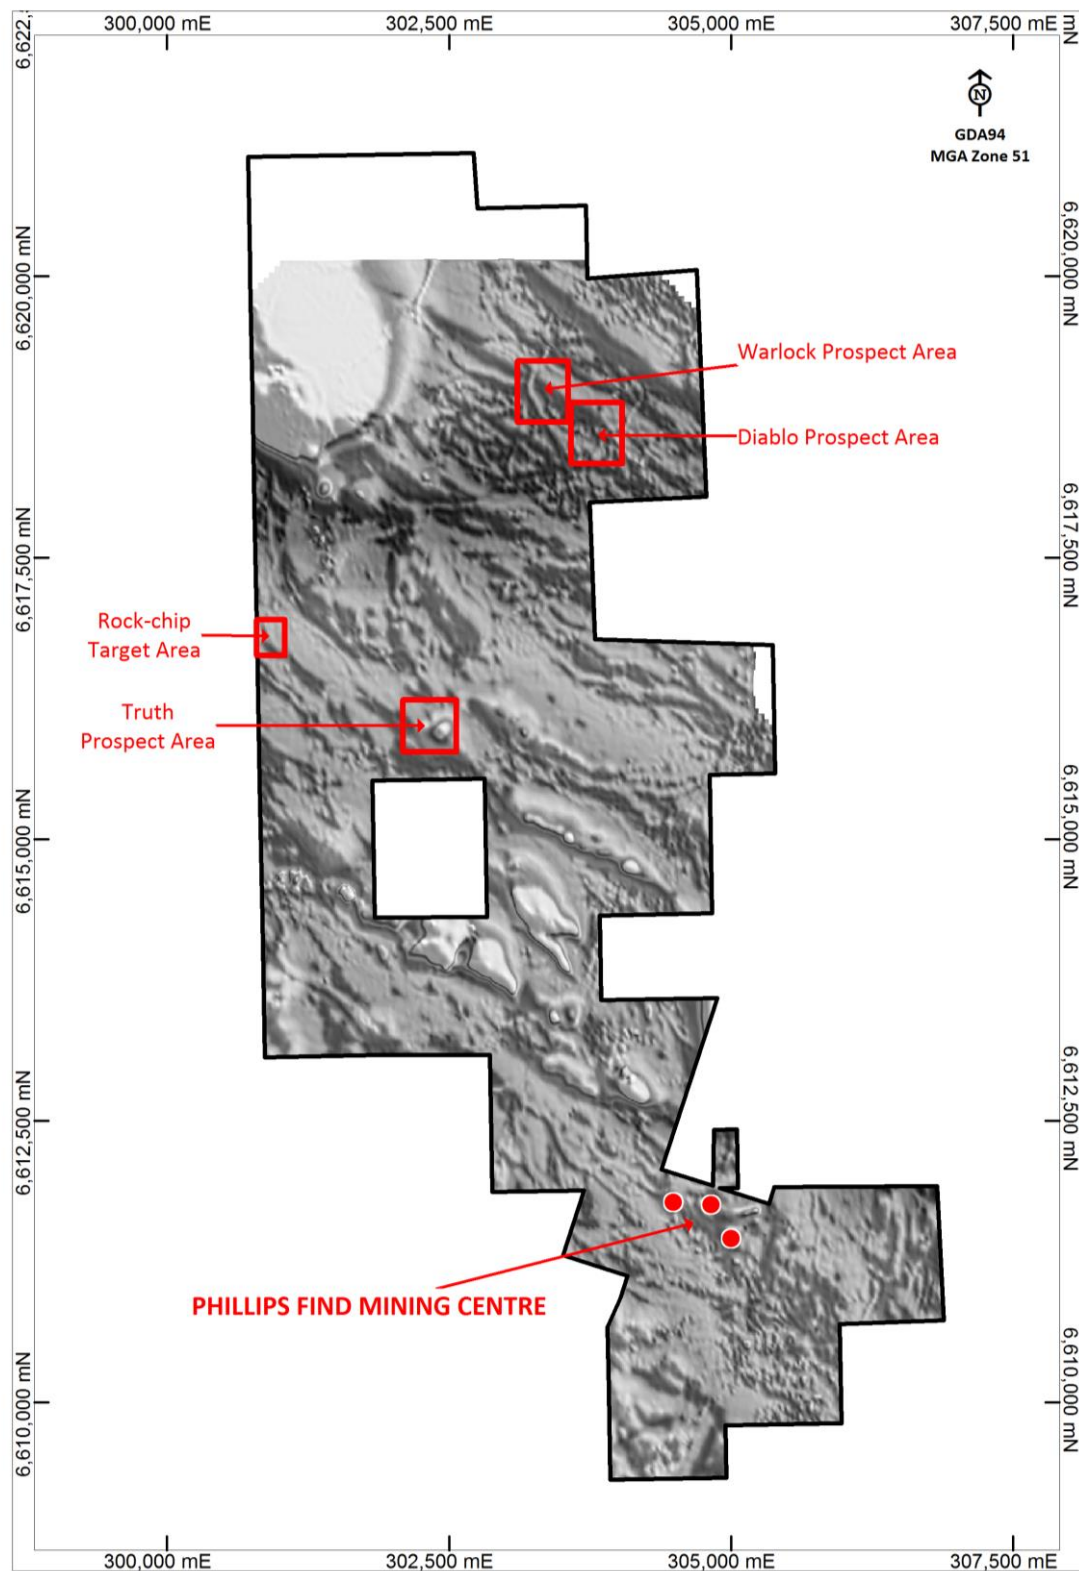 300,000 mE
302,500 mE
305,000 mE
307,500 mE
mN
6,622,
N
GDA94
MGA Zone 51
6,620,000 mN
6,620,000 mN
Warlock Prospect Area
Diablo Prospect Area
6,617,500 mN
6,617,500 mN
Rock-chip
Target Area
Truth
Prospect Area
6,615,000 mN
6,615,000 mN
6,612,500 mN
6,612,500 mN
PHILLIPS FIND MINING CENTRE
6,610,000 mN
6,610,000 mN
300,000 mE
302,500 mE
305,000 mE
307,500 mE